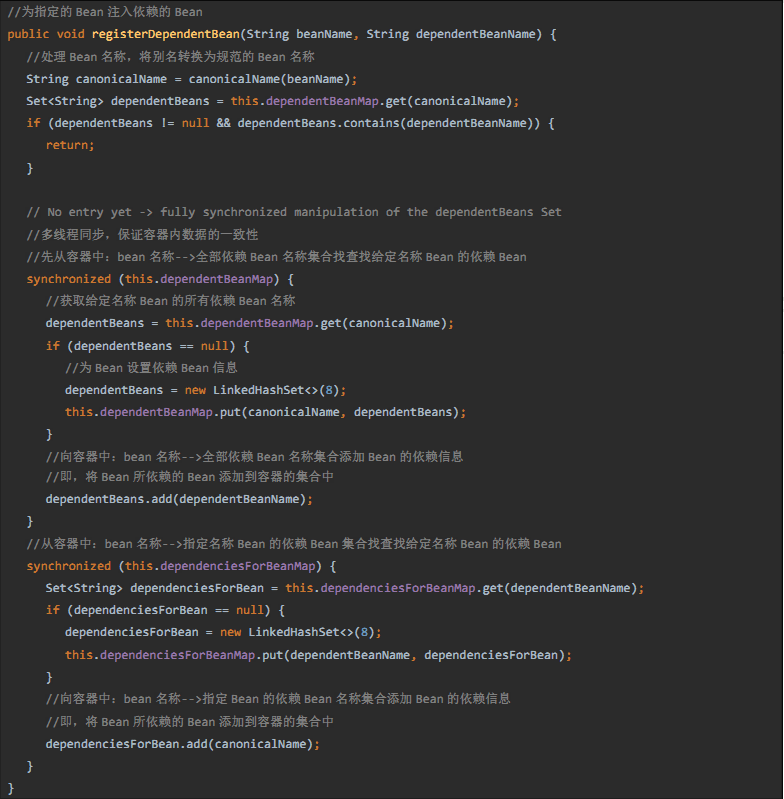 //为指定的 Bean 注入依赖的 Bean
public void registerDependentBean(String beanName, String dependentBeanName) {
//处理 Bean 名称，将别名转换为规范的 Bean 名称
String canonicalName = canonicalName(beanName);
Set<String> dependentBeans = this.dependentBeanMap.get(canonicalName);
if (dependentBeans != null && dependentBeans.contains(dependentBeanName)) {
return;
}
// No entry yet -> fully synchronized manipulation of the dependentBeans Set
//多线程同步，保证容器内数据的一致性
//先从容器中：bean 名称-->全部依赖 Bean 名称集合找查找给定名称 Bean 的依赖 Bean
synchronized (this.dependentBeanMap) {
//获取给定名称 Bean 的所有依赖 Bean 名称
dependentBeans = this.dependentBeanMap.get(canonicalName);
if (dependentBeans == null) {
//为 Bean 设置依赖 Bean 信息
dependentBeans = new LinkedHashSet<>(8);
this.dependentBeanMap.put(canonicalName, dependentBeans);
}
//向容器中：bean 名称-->全部依赖 Bean 名称集合添加 Bean 的依赖信息
//即，将 Bean 所依赖的 Bean 添加到容器的集合中
dependentBeans.add(dependentBeanName);
}
//从容器中：bean 名称-->指定名称 Bean 的依赖 Bean 集合找查找给定名称 Bean 的依赖 Bean
synchronized (this.dependenciesForBeanMap) {
Set<String> dependenciesForBean = this.dependenciesForBeanMap.get(dependentBeanName);
if (dependenciesForBean == null) {
dependenciesForBean = new LinkedHashSet<>(8);
this.dependenciesForBeanMap.put(dependentBeanName, dependenciesForBean);
}
//向容器中：bean 名称-->指定 Bean 的依赖 Bean 名称集合添加 Bean 的依赖信息
//即，将 Bean 所依赖的 Bean 添加到容器的集合中
dependenciesForBean.add(canonicalName);
}
}